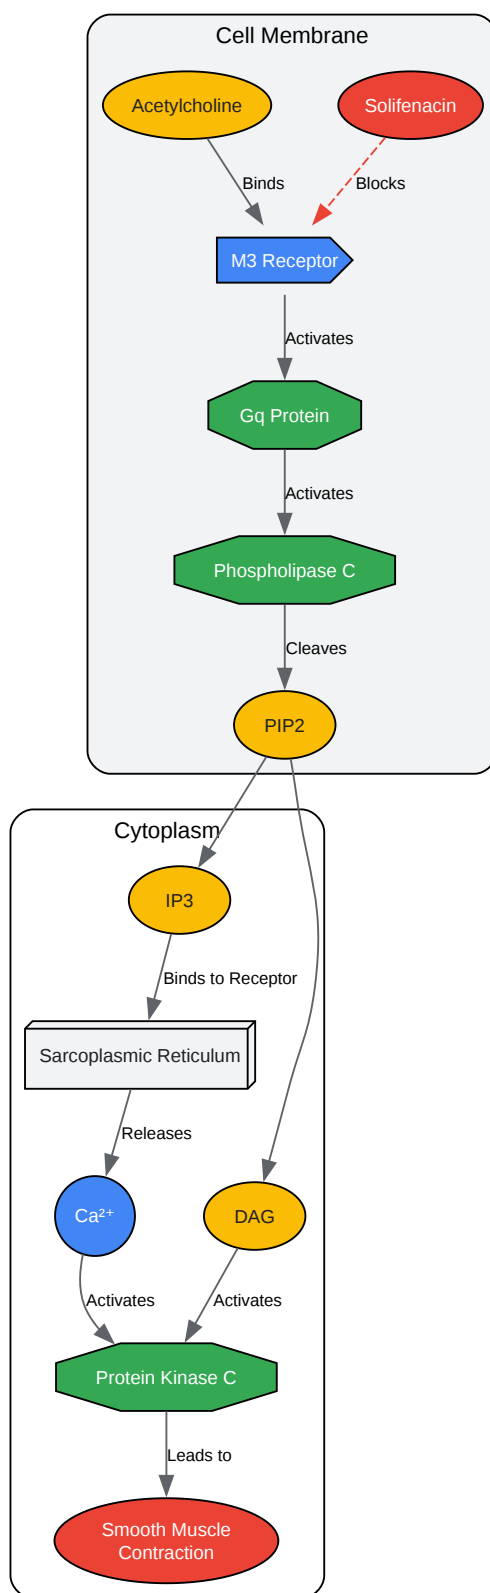 Cell Membrane
Acetylcholine
Solifenacin
Binds
Blocks
M3 Receptor
Activates
Gq Protein
Activates
Phospholipase C
Cleaves
PIP2
Cytoplasm
IP3
Binds to Receptor
Sarcoplasmic Reticulum
Releases
Ca²⁺
DAG
Activates
Activates
Protein Kinase C
Leads to
Smooth Muscle
Contraction